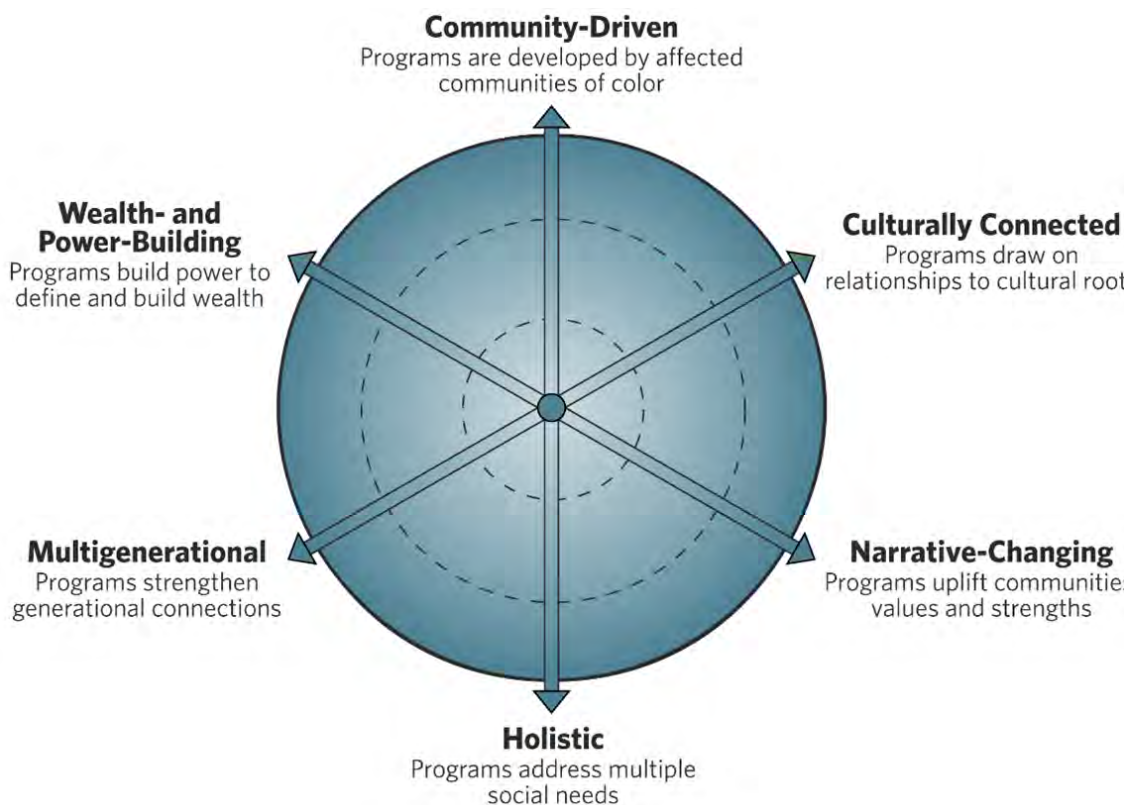 Community-Driven
Programs are developed by affected
communities of color
Wealth- and
Power-Building
Programs build power to
define and build wealth
Culturally Connected
Programs draw on
relationships to cultural root
Multigenerational
Programs strengthen
generational connections
Narrative-Changing
Programs uplift communities
values and strengths
Holistic
Programs address multiple
social needs